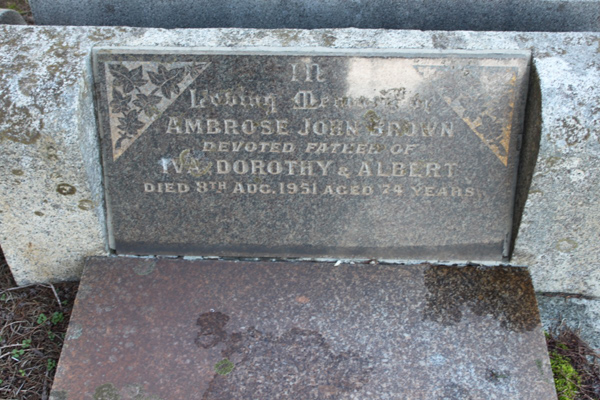 In
Loving Memory of
AMBROSE JOHN BROWN
DEVOTED FATHER OF
IVA, DOROTHY & ALBERT
DIED 8TH AUG. 1951 AGED 74 YEARS